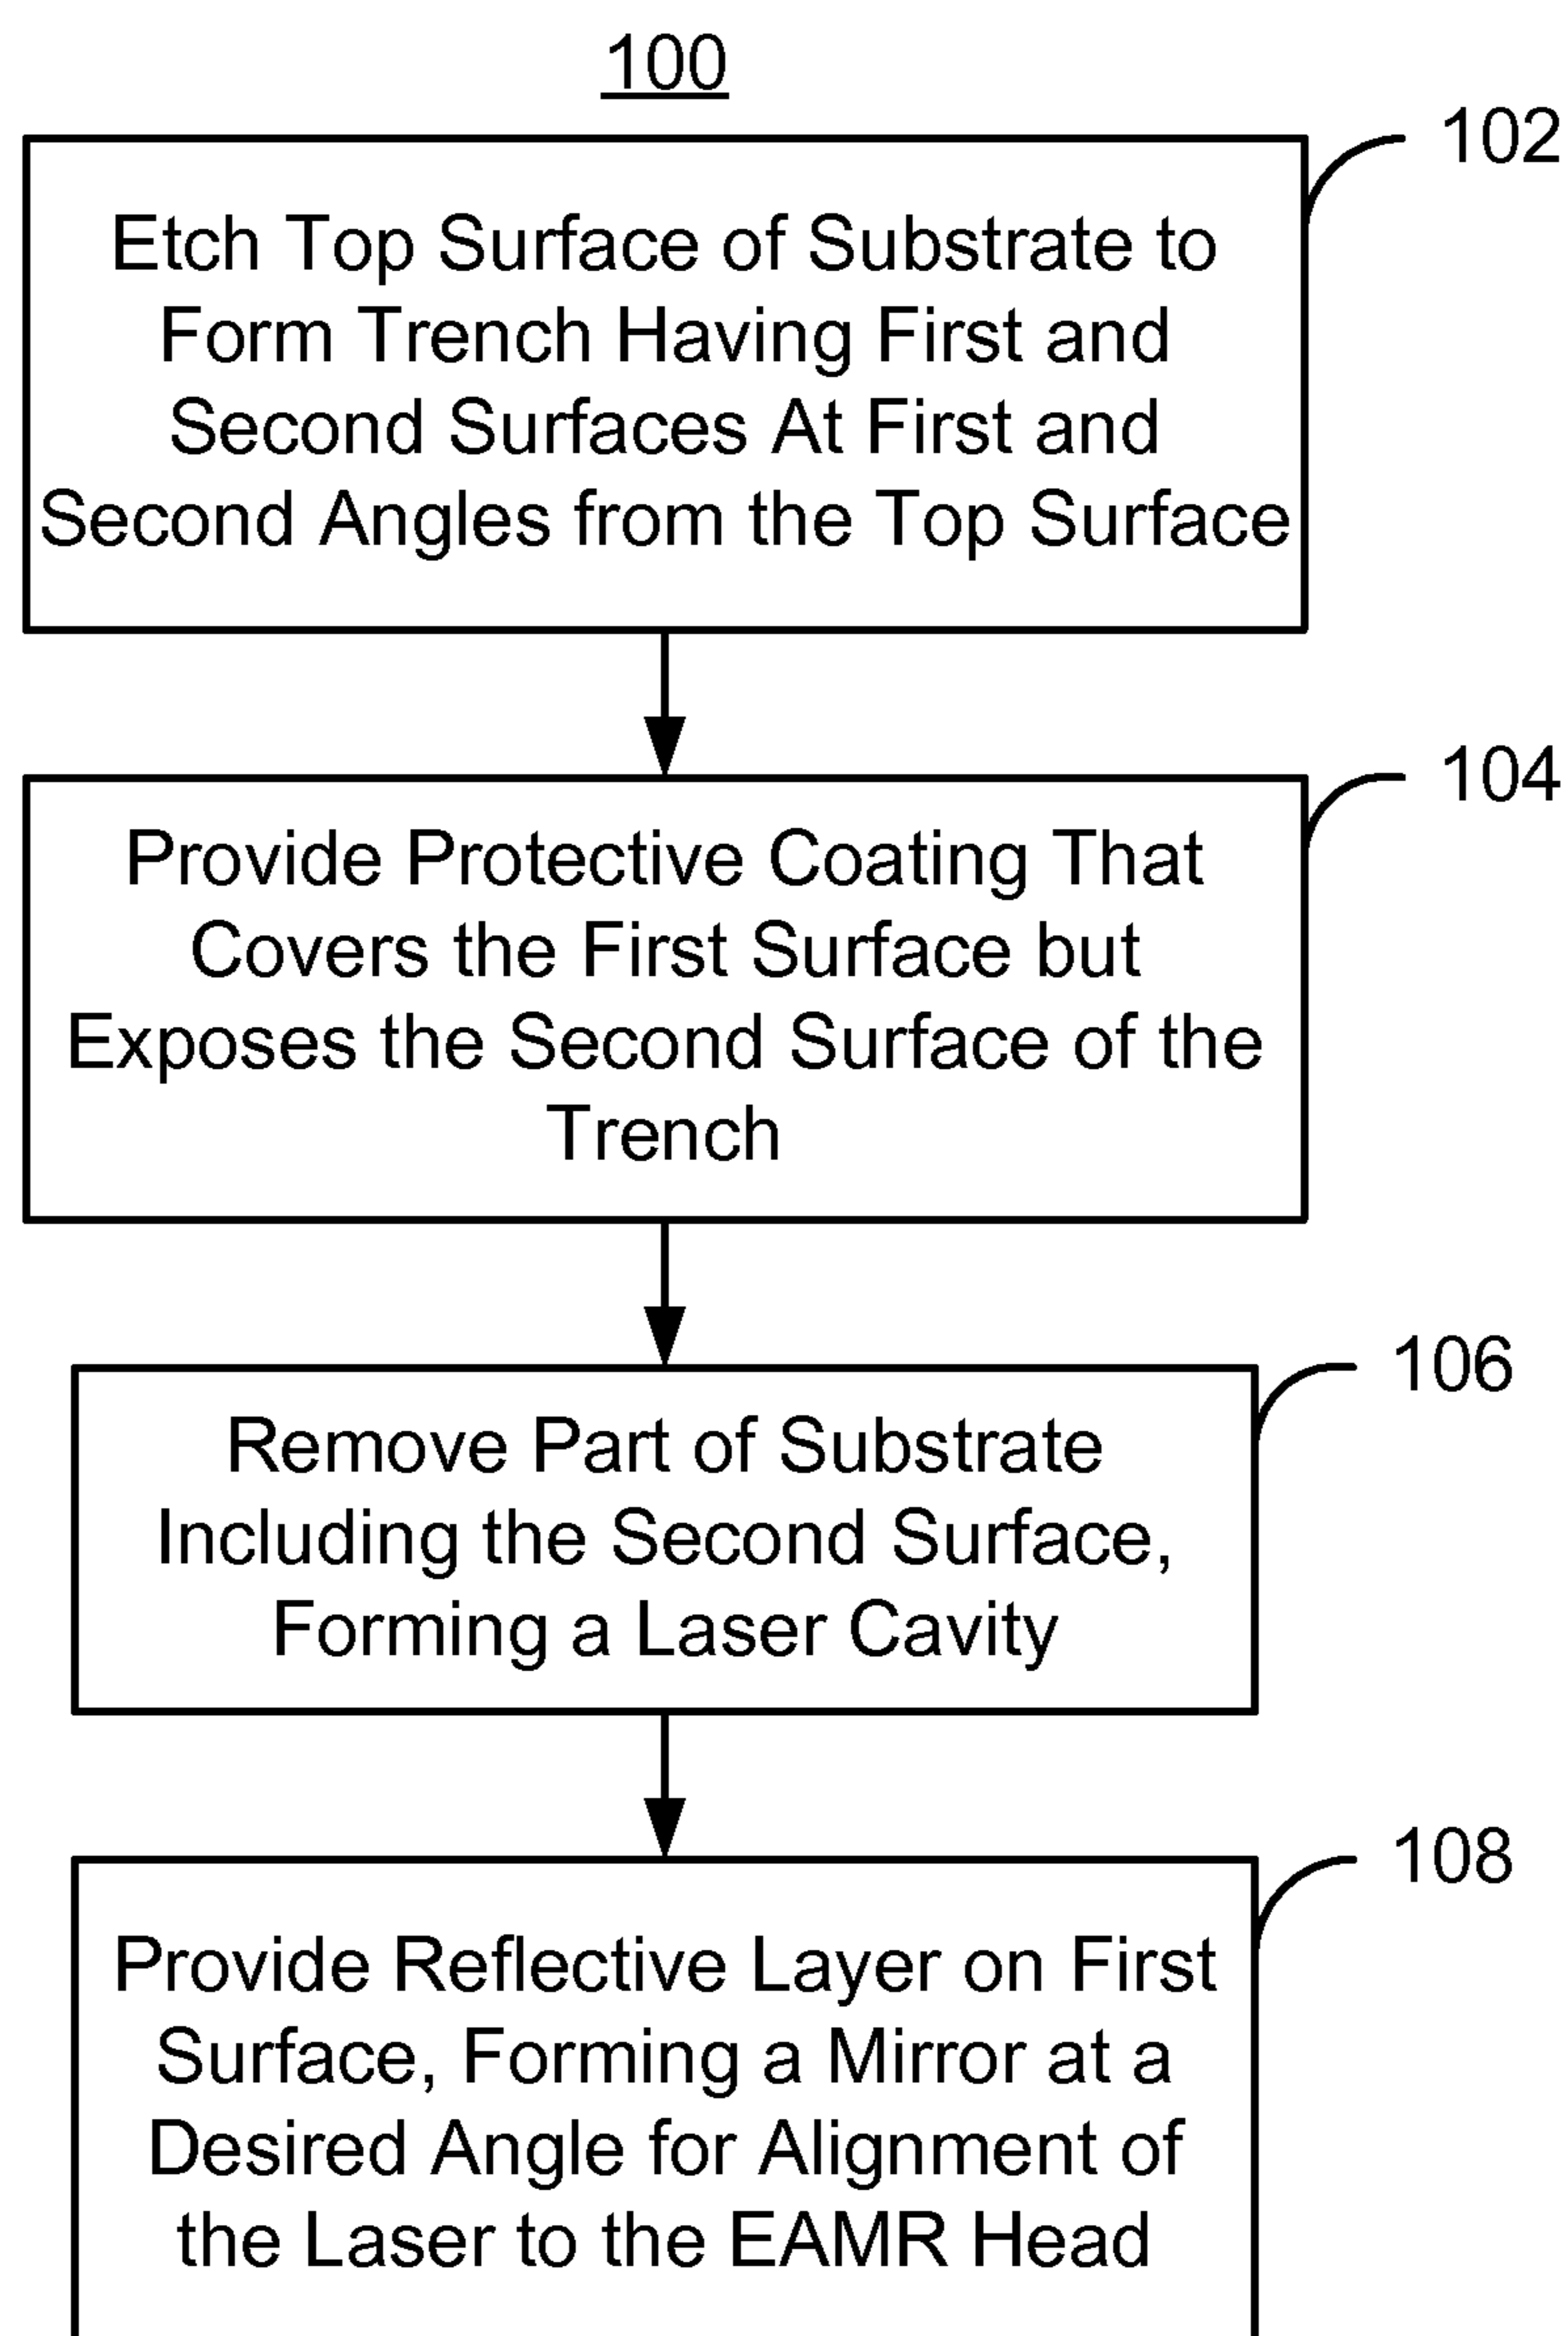 100
102
Etch Top Surface of Substrate to
Form Trench Having First and
Second Surfaces At First and
Second Angles from the Top Surface
104
Provide Protective Coating That
Covers the First Surface but
Exposes the Second Surface of the
Trench
106
Remove Part of Substrate
Including the Second Surface,
Forming a Laser Cavity
108
Provide Reflective Layer on First
Surface, Forming a Mirror at a
Desired Angle for Alignment of
the Laser to the EAMR Head